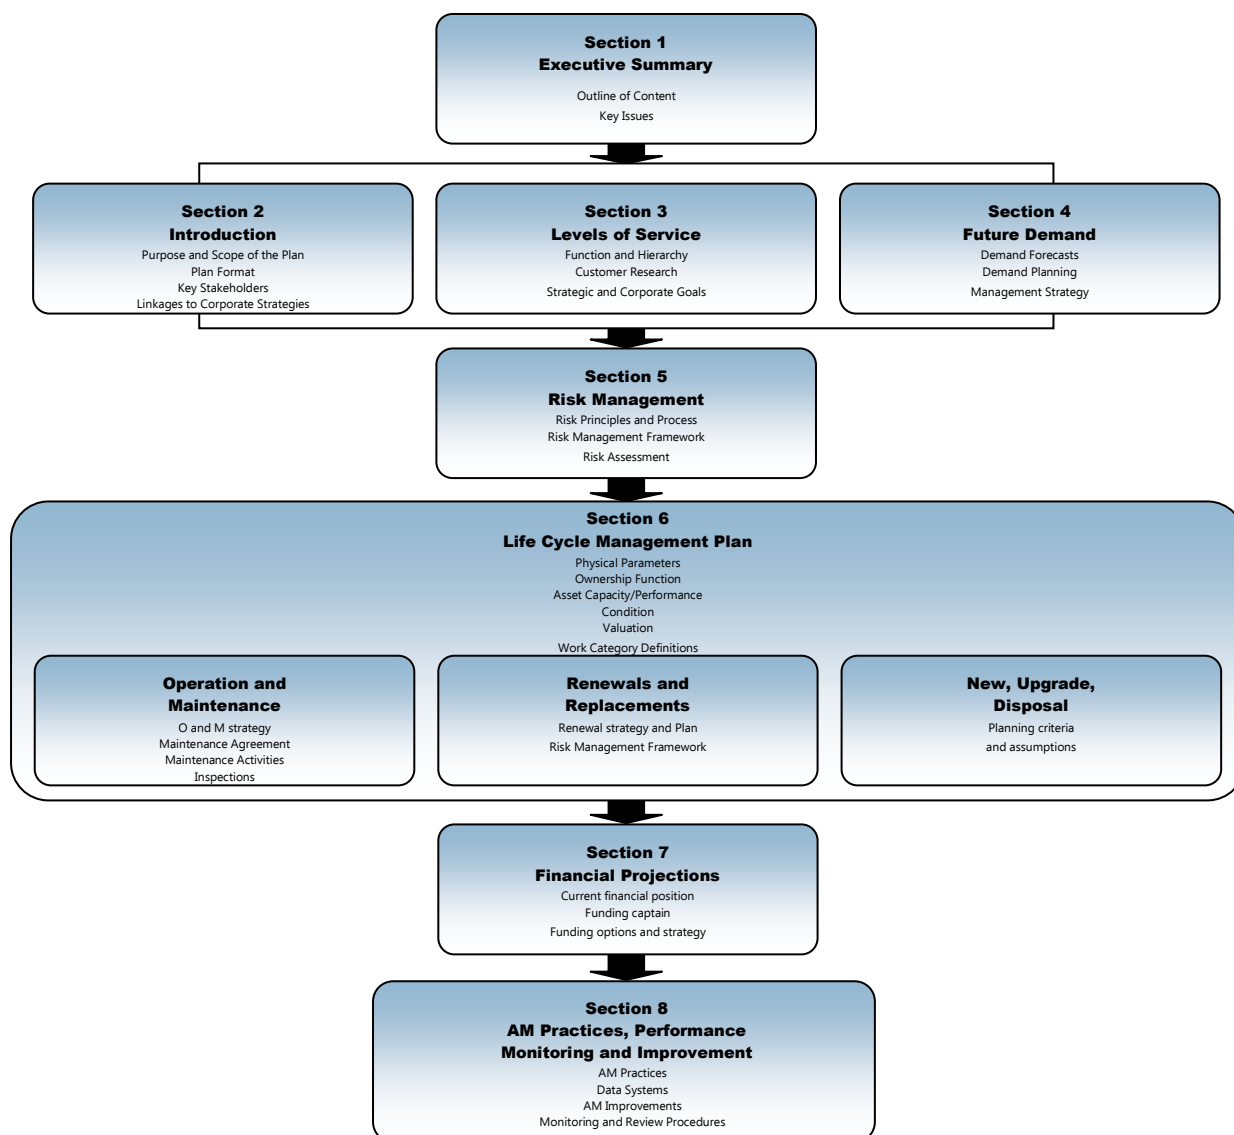 Section 1
Executive Summary
Outline of Content
Key Issues
Section 2
Introduction
Purpose and Scope of the Plan
Plan Format
Key Stakeholders
Linkages to Corporate Strategies
Section 3
Levels of Service
Function and Hierarchy
Customer Research
Strategic and Corporate Goals
Section 4
Future Demand
Demand Forecasts
Demand Planning
Management Strategy
Section 5
Risk Management
Risk Principles and Process
Risk Management Framework
Risk Assessment
Section 6
Life Cycle Management Plan
Physical Parameters
Ownership Function
Asset Capacity/Performance
Condition
Valuation
Work Category Definitions
Operation and
Maintenance
O and M strategy
Maintenance Agreement
Maintenance Activities
Inspections
Renewals and
Replacements
Renewal strategy and Plan
Risk Management Framework
New, Upgrade,
Disposal
Planning criteria
and assumptions
Section 7
Financial Projections
Current financial position
Funding captain
Funding options and strategy
Section 8
AM Practices, Performance
Monitoring and Improvement
AM Practices
Data Systems
AM Improvements
Monitoring and Review Procedures